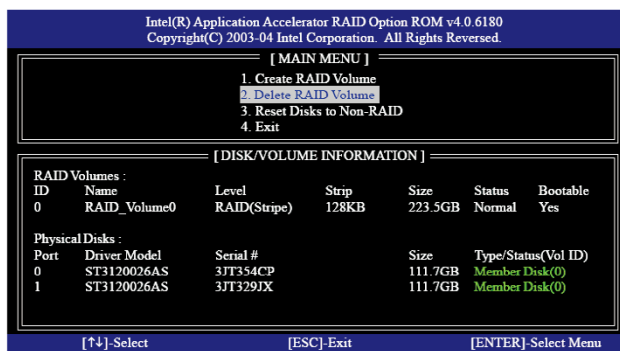 Intel(R) Application Accelerator RAID Option ROM v4.0.6180
Copyright(C) 2003-04 Intel Corporation. All Rights Reversed.
[ MAIN MENU ]
1. Create RAID Volume
2. Delete RAID Volume
3. Reset Disks to Non-RAID
4. Exit
[ DISK/VOLUME INFORMATION ]
RAID Volumes :
ID Name Level Strip Size Status Bootable
0 RAID_Volume0 RAID(Stripe) 128KB 223.5GB Normal Yes
Physical Disks :
Port Driver Model Serial # Size Type/Status(Vol ID)
0 ST3120026AS 3JT354CP 111.7GB Member Disk(0)
1 ST3120026AS 3JT329JX 111.7GB Member Disk(0)
[↑↓]-Select [ESC]-Exit [ENTER]-Select Menu